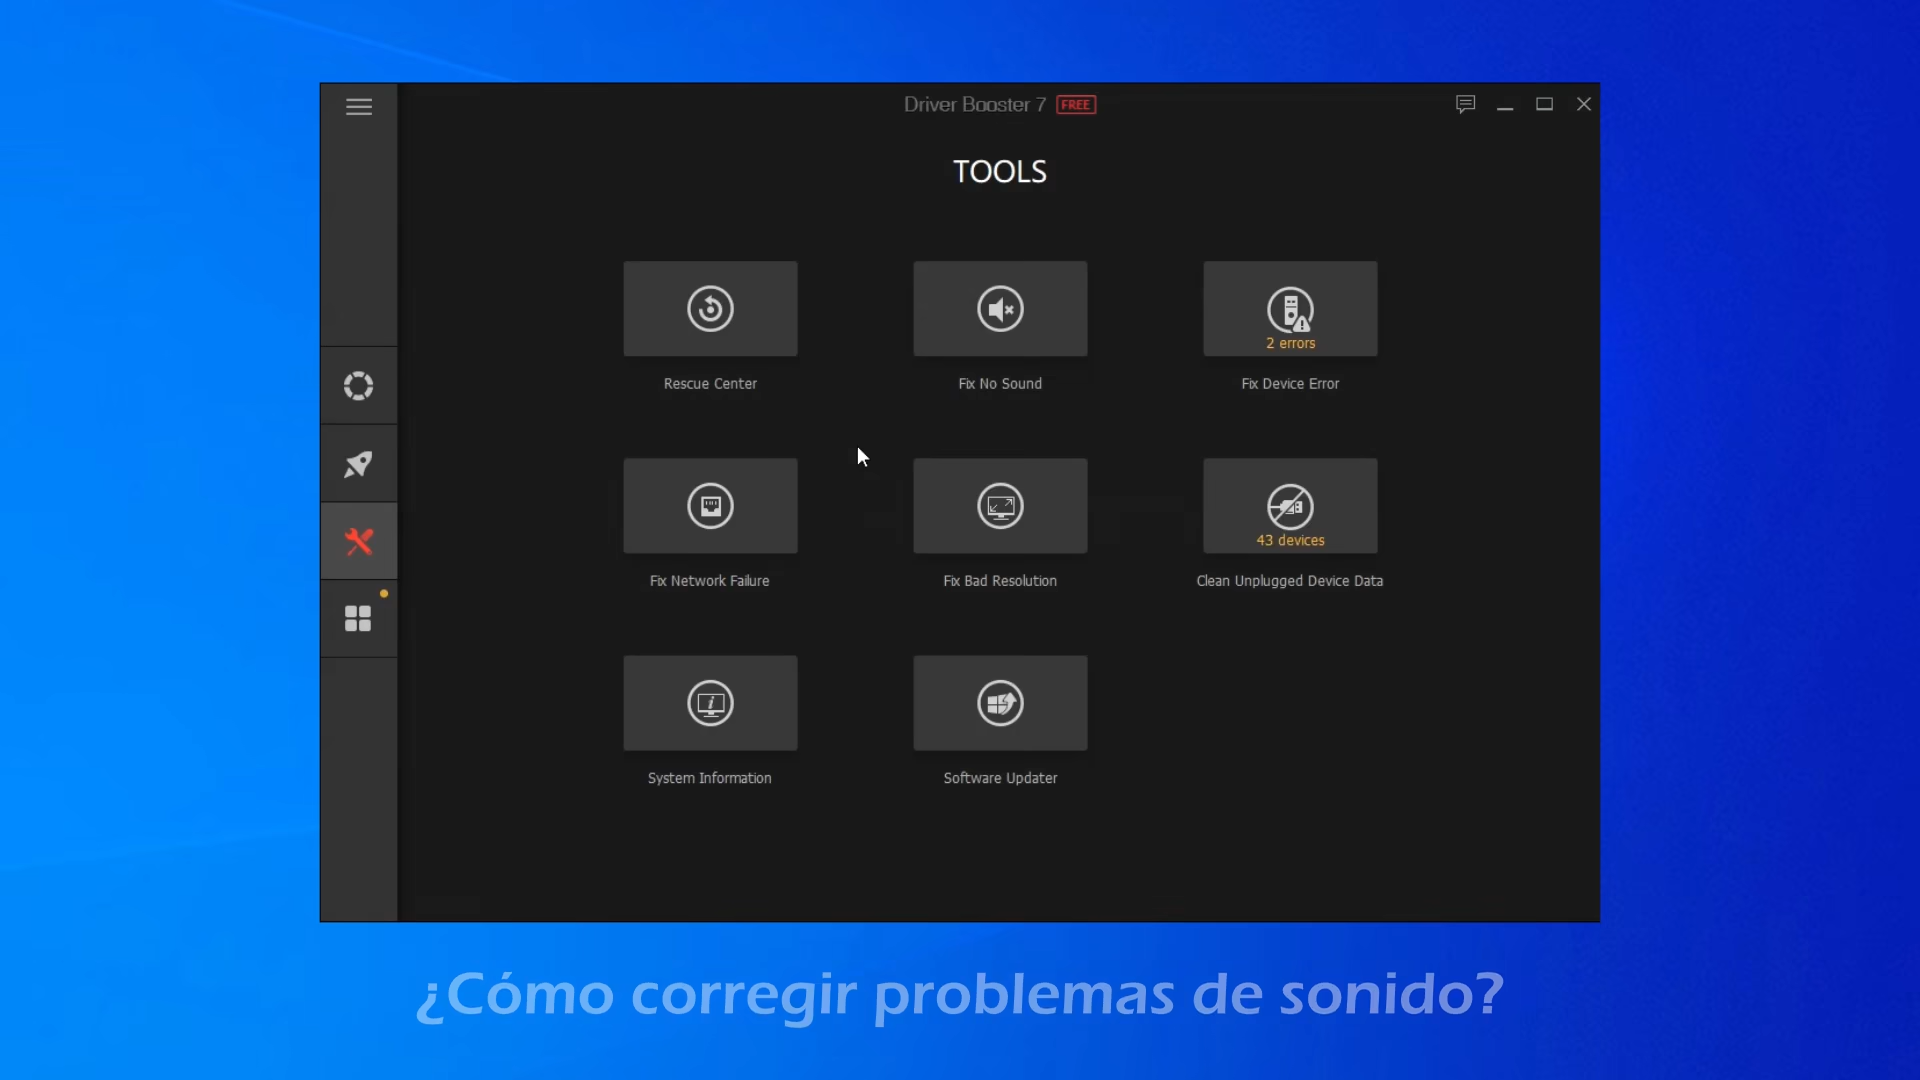 Driver Booster 7 FREE
TOOLS
2 errors
Rescue Center
Fix No Sound
Fix Device Error
43 devices
Fix Network Failure
Fix Bad Resolution
Clean Unplugged Device Data
System Information
Software Updater
¿Cómo corregir problemas de sonido?